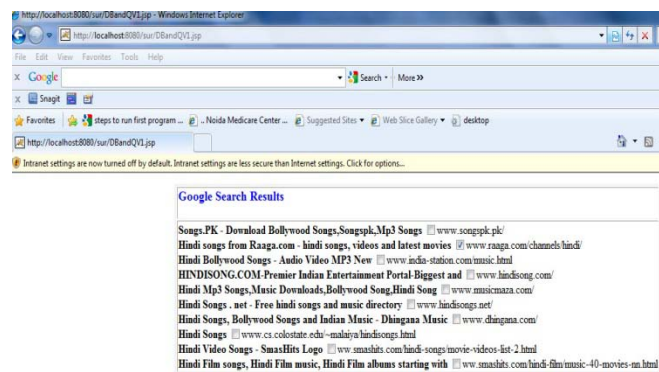 http://localhost:8080/sur/DBandQV1.jsp - Windows Internet Explorer
http://localhost:8080/sur/DBandQV1.jsp
File Edit View Favorites Tools Help
x Google Search More »
x Snagit
Favorites steps to run first program ... .. Noida Medicare Center ... Suggested Sites Web Slice Gallery desktop
http://localhost:8080/sur/DBandQV1.jsp
Intranet settings are now turned off by default. Intranet settings are less secure than Internet settings. Click for options...
Google Search Results
Songs.PK - Download Bollywood Songs,Songspk,Mp3 Songs www.songspk.pk/
Hindi songs from Raaga.com - hindi songs, videos and latest movies www.raaga.com/channels/hindi/
Hindi Bollywood Songs - Audio Video MP3 New www.india-station.com/music.html
HINDISONG.COM-Premier Indian Entertainment Portal-Biggest and www.hindisong.com/
Hindi Mp3 Songs,Music Downloads,Bollywood Song,Hindi Song www.musicmaza.com/
Hindi Songs . net - Free hindi songs and music directory www.hindisongs.net/
Hindi Songs, Bollywood Songs and Indian Music - Dhingana Music www.dhingana.com/
Hindi Songs www.cs.colostate.edu/~malaiya/hindisongs.html
Hindi Video Songs - SmasHits Logo ww.smashits.com/hindi-songs/movie-videos-list-2.html
Hindi Film songs, Hindi Film music, Hindi Film albums starting with ww.smashits.com/hindi-film/music-40-movies-nn.html